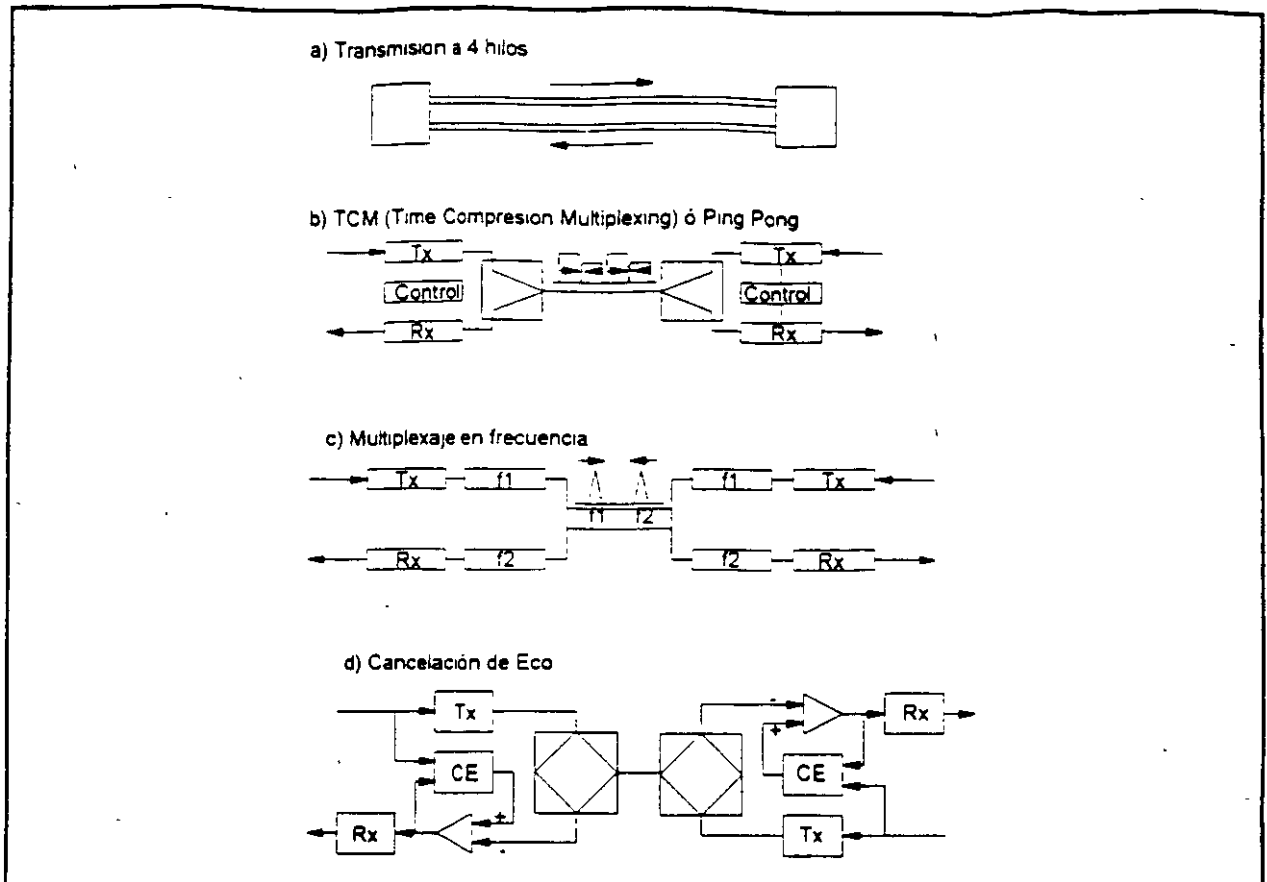 a) Transmision a 4 hilos
b) TCM (Time Compresion Multiplexing) ó Ping Pong
Tx Tx
Control Control
Rx Rx
c) Multiplexaje en frecuencia
Tx f1 f1 Tx
f1 f2
Rx f2 f2 Rx
d) Cancelación de Eco
Tx - Rx
+
CE CE
+
Rx Tx
-